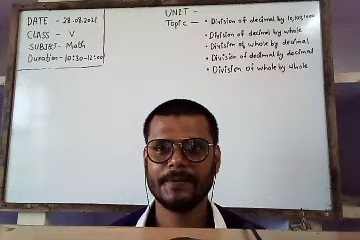 DATE - 28.08.2021
CLASS - V
SUBJECT - Math
Duration - 10:30-12:00
UNIT -
Topic - • Division of decimal by 10,100,1000
• Division of decimal by whole
• Division of whole by decimal
• Division of decimal by decimal
• Division of whole by whole